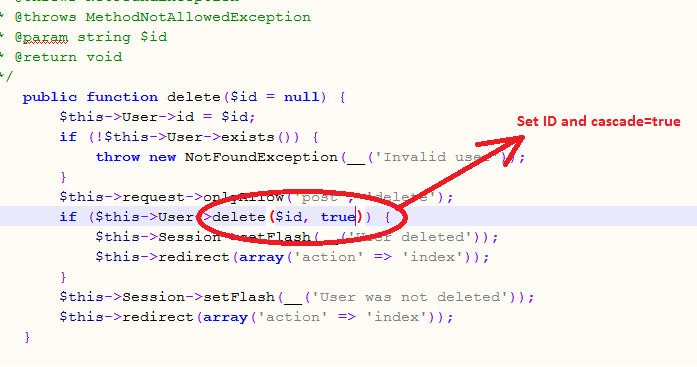 * @throws MethodNotAllowedException
* @param string $id
* @return void
*/
public function delete($id = null) {
$this->User->id = $id;
if (!$this->User->exists()) {
throw new NotFoundException(__('Invalid user'));
}
$this->request->onlyAllow('post', 'delete');
if ($this->User->delete($id, true)) {
$this->Session->setFlash(__('User deleted'));
$this->redirect(array('action' => 'index'));
}
$this->Session->setFlash(__('User was not deleted'));
$this->redirect(array('action' => 'index'));
}
Set ID and cascade=true